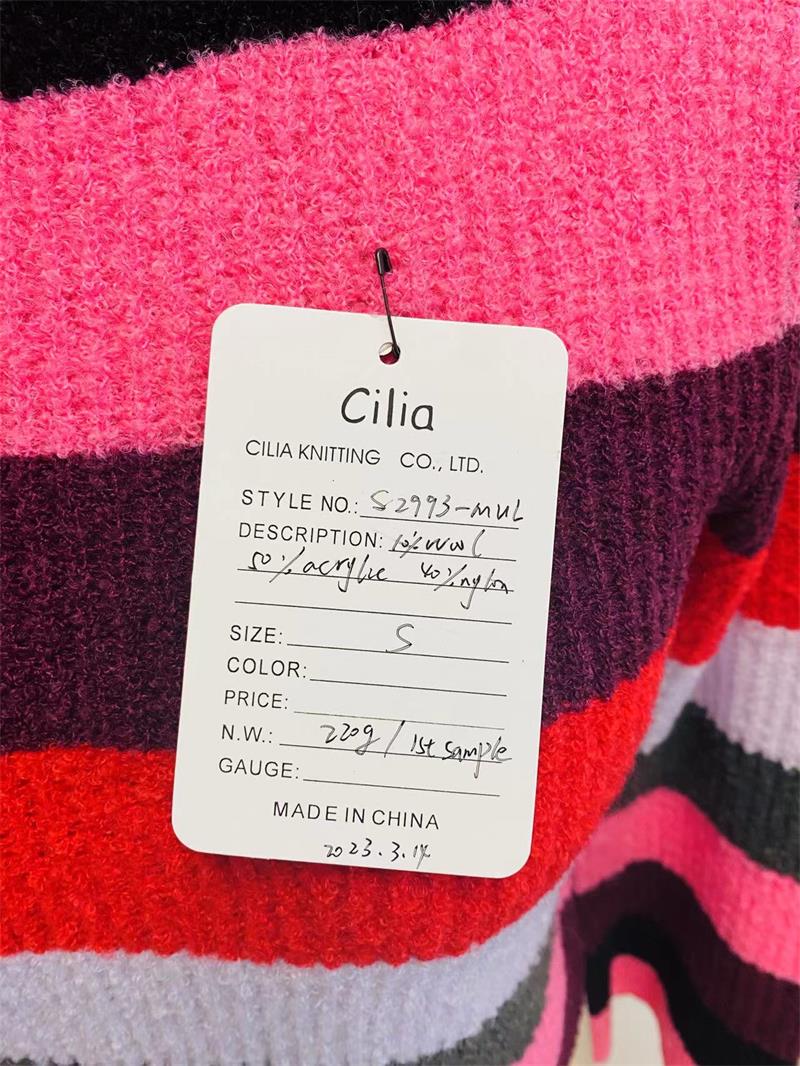 Cilia
CILIA KNITTING CO., LTD.
STYLE NO.: S2993-MUL
DESCRIPTION: 10% wool
50% acrylic 40% nylon
SIZE: S
COLOR:
PRICE:
N.W.: 220g / 1st sample
GAUGE:
MADE IN CHINA
2023.3.14